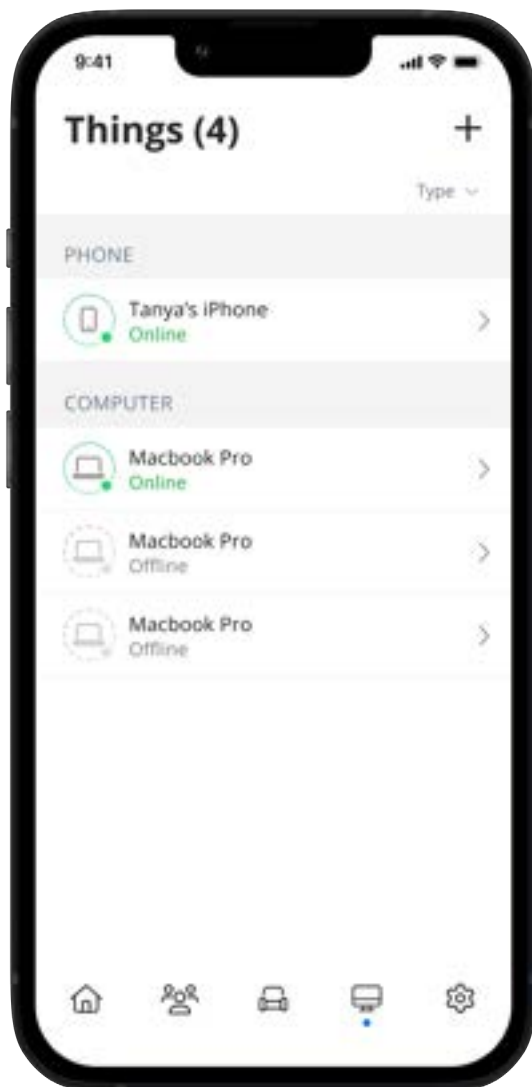 9:41
Things (4)
Type
PHONE
Tanya's iPhone
Online
COMPUTER
Macbook Pro
Online
Macbook Pro
Offline
Macbook Pro
Offline